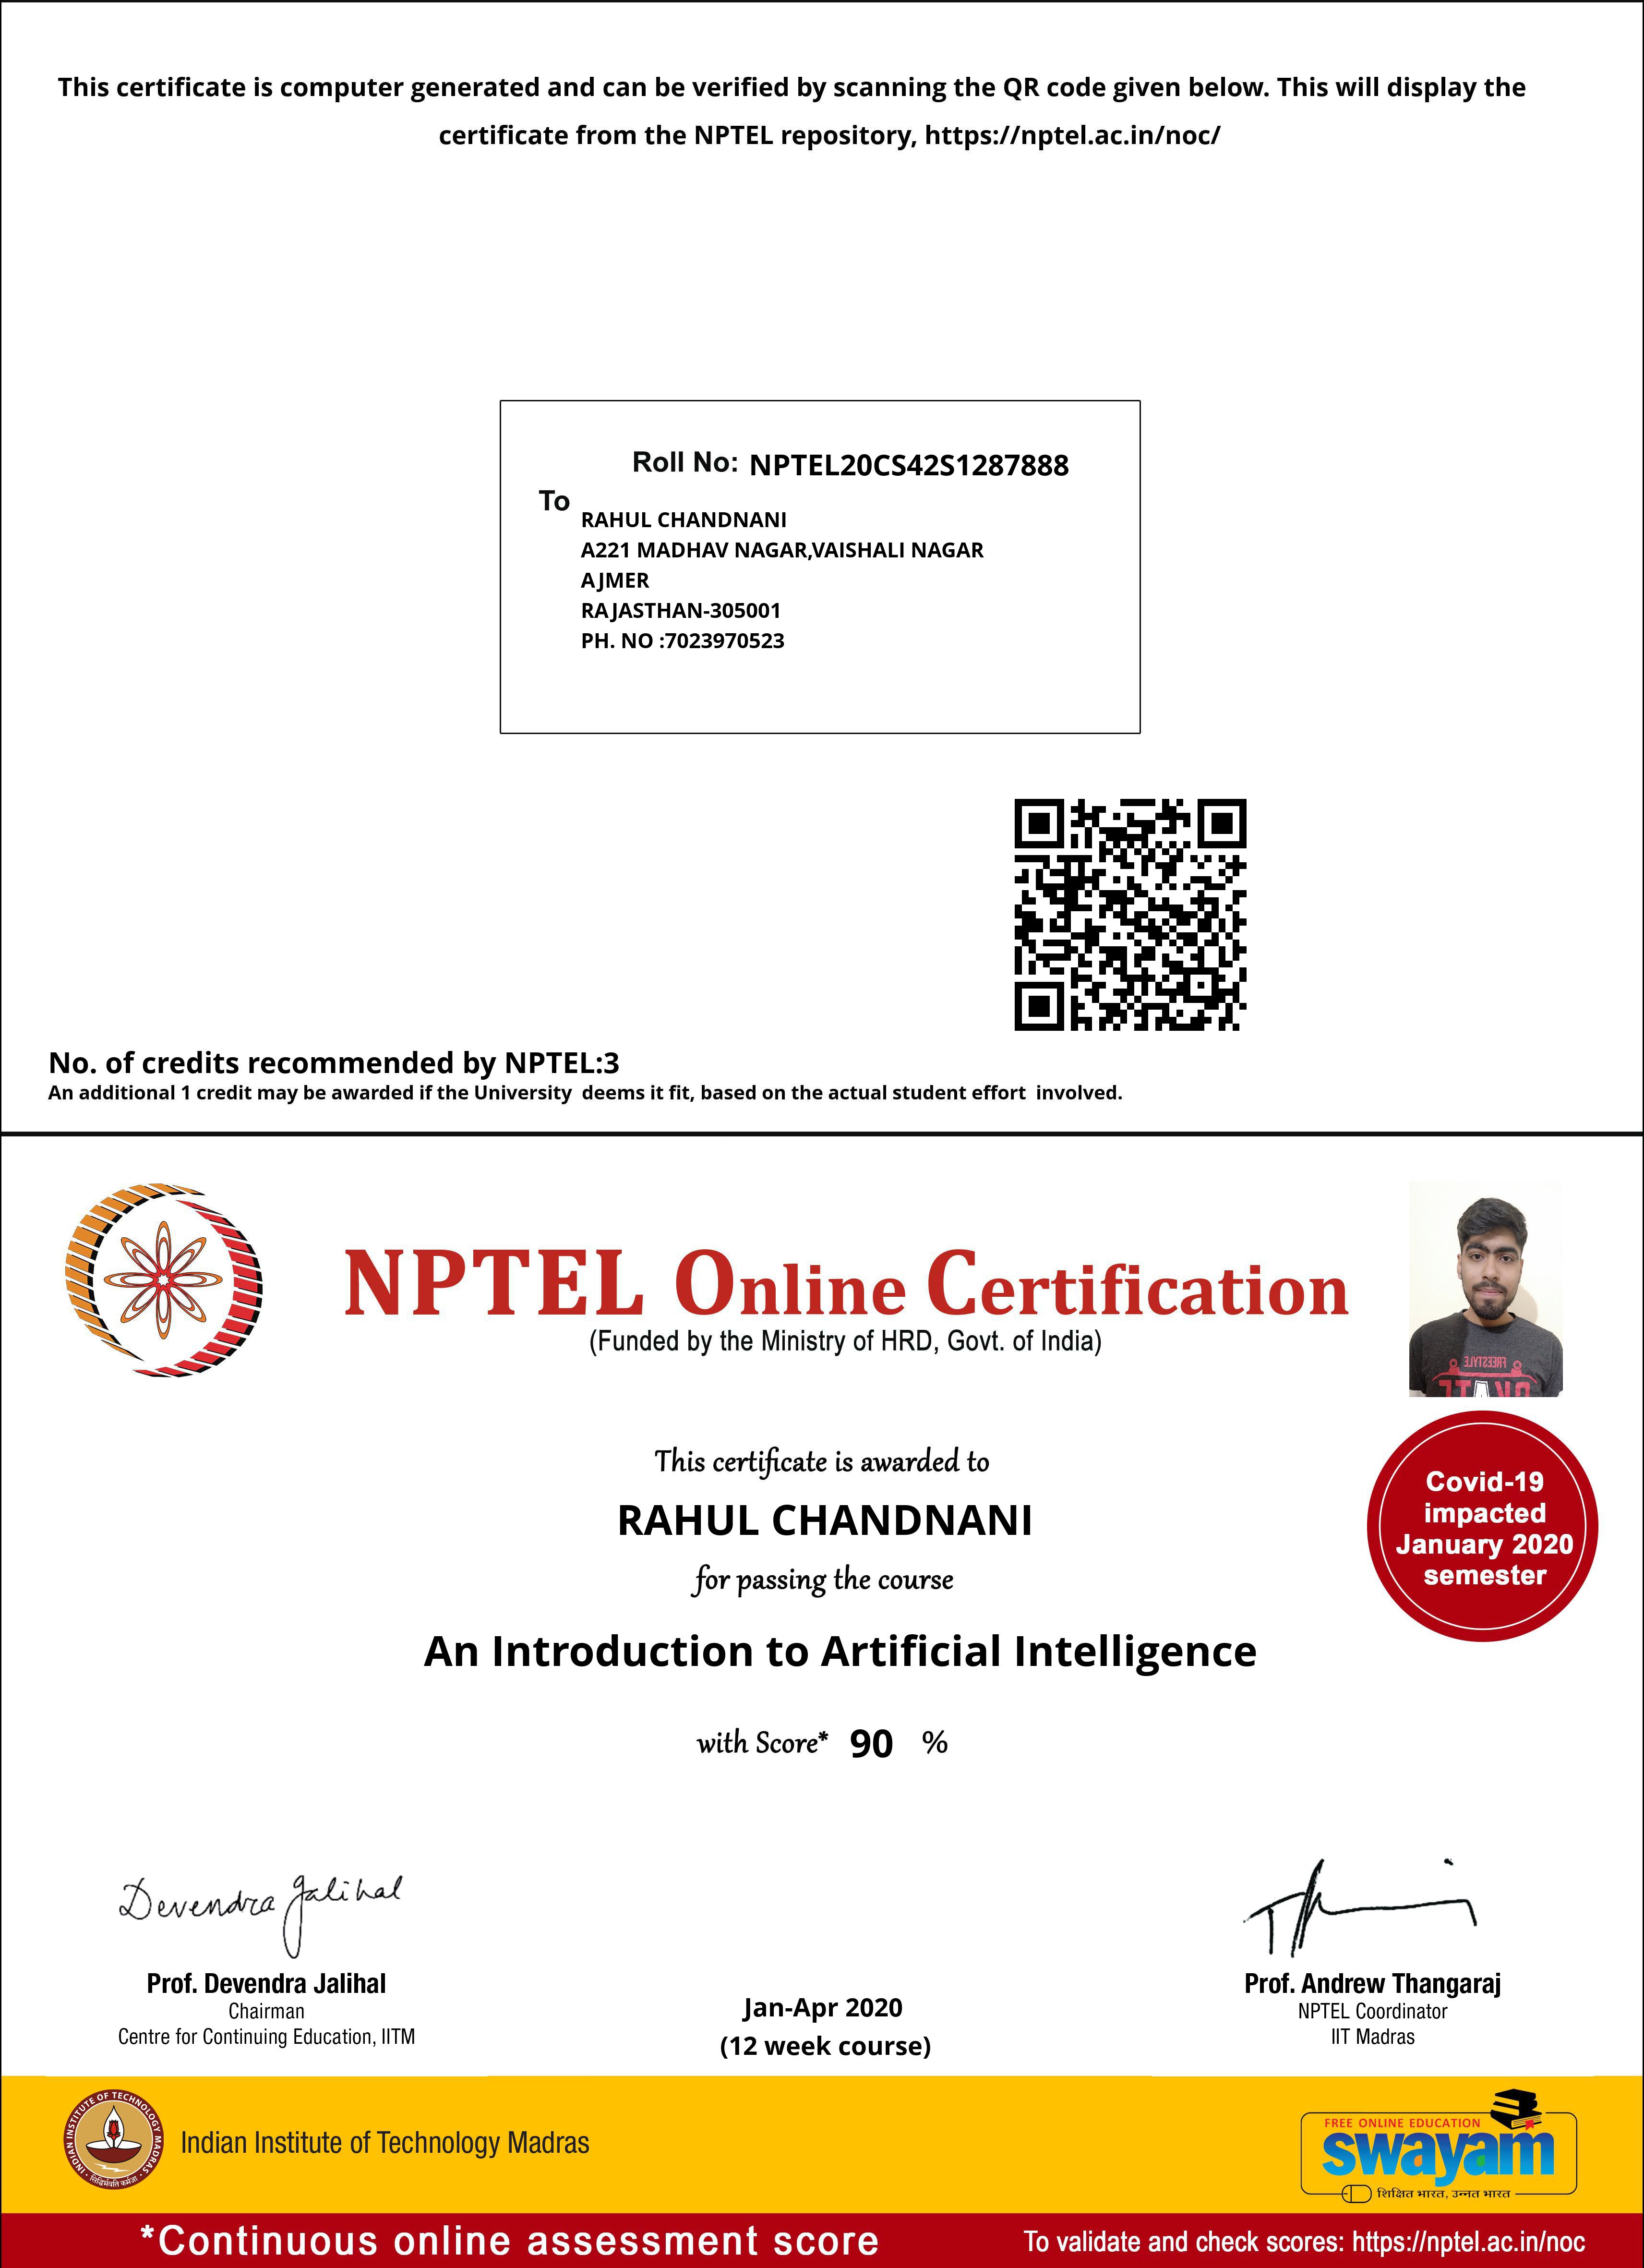 This certificate is computer generated and can be verified by scanning the QR code given below. This will display the
certificate from the NPTEL repository, https://nptel.ac.in/noc/
Roll No: NPTEL20CS42S1287888
To
RAHUL CHANDNANI
A221 MADHAV NAGAR,VAISHALI NAGAR
AJMER
RAJASTHAN-305001
PH. NO :7023970523
No. of credits recommended by NPTEL:3
An additional 1 credit may be awarded if the University deems it fit, based on the actual student effort involved.
NPTEL Online Certification
(Funded by the Ministry of HRD, Govt. of India)
FREESTYLE
This certificate is awarded to
RAHUL CHANDNANI
for passing the course
An Introduction to Artificial Intelligence
with Score* 90 %
Covid-19
impacted
January 2020
semester
Devendra Jalihal
Prof. Devendra Jalihal
Chairman
Centre for Continuing Education, IITM
Jan-Apr 2020
(12 week course)
Prof. Andrew Thangaraj
NPTEL Coordinator
IIT Madras
INDIAN INSTITUTE OF TECHNOLOGY MADRAS
सिद्धिर्भवति कर्मजा
Indian Institute of Technology Madras
FREE ONLINE EDUCATION
swayam
शिक्षित भारत, उन्नत भारत
*Continuous online assessment score
To validate and check scores: https://nptel.ac.in/noc